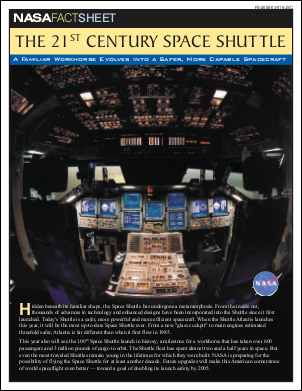 NASAFACTSHEET
THE 21ST CENTURY SPACE SHUTTLE
A Familiar Workhorse Evolves into a Safer, More Capable Spacecraft
NASA
Hidden beneath its familiar shape, the Space Shuttle has undergone a metamorphosis. From the inside out,
thousands of advances in technology and enhanced designs have been incorporated into the Shuttle since it first
launched. Today's Shuttle is a safer, more powerful and more efficient spacecraft. When the Shuttle Atlantis launches
this year, it will be the most up-to-date Space Shuttle ever. From a new "glass cockpit" to main engines estimated
threefold safer, Atlantis is far different than when it first flew in 1985.
This year also will see the 100th Space Shuttle launch in history, a milestone for a workhorse that has taken over 600
passengers and 3 million pounds of cargo to orbit. The Shuttle fleet has spent almost two and a half years in space. But
even the most-traveled Shuttles remain young in the lifetimes for which they were built. NASA is preparing for the
possibility of flying the Space Shuttle for at least another decade. Future upgrades will make this American cornerstone
of world spaceflight even better — toward a goal of doubling its launch safety by 2005.